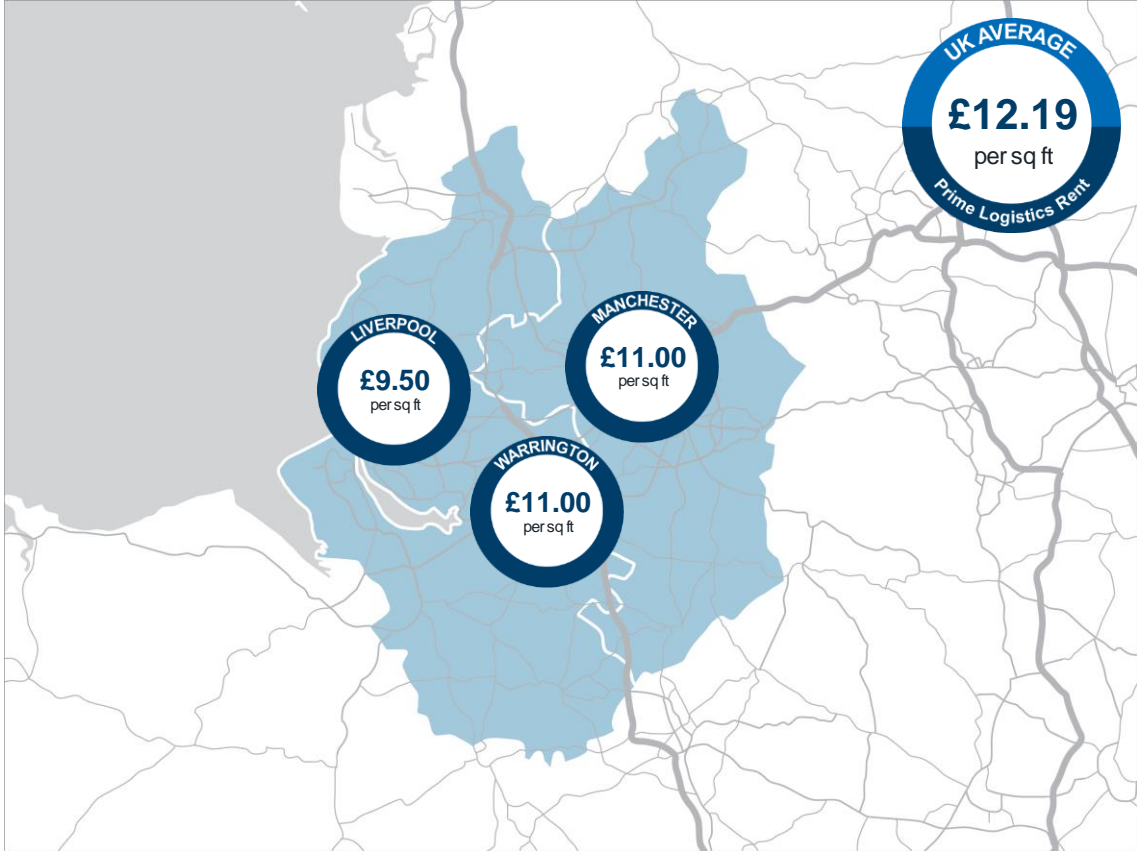 UK AVERAGE
£12.19
per sq ft
Prime Logistics Rent
LIVERPOOL
£9.50
per sq ft
MANCHESTER
£11.00
per sq ft
WARRINGTON
£11.00
per sq ft